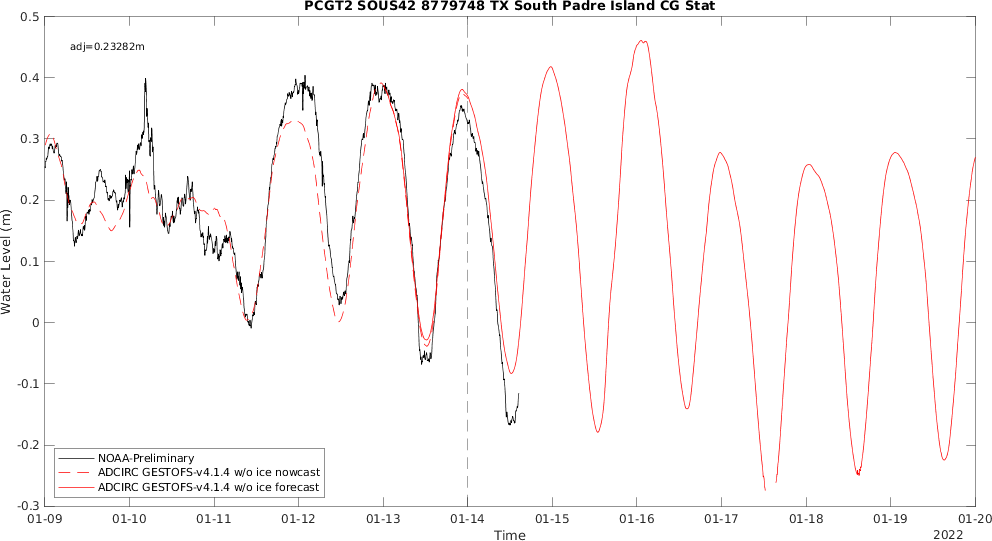 PCGT2 SOUS42 8779748 TX South Padre Island CG Stat
adj=0.23282m
0.5
0.4
0.3
0.2
0.1
0
-0.1
-0.2
-0.3
Water Level (m)
NOAA-Preliminary
ADCIRC GESTOFS-v4.1.4 w/o ice nowcast
ADCIRC GESTOFS-v4.1.4 w/o ice forecast
01-09 01-10 01-11 01-12 01-13 01-14 01-15 01-16 01-17 01-18 01-19 01-20
Time
2022